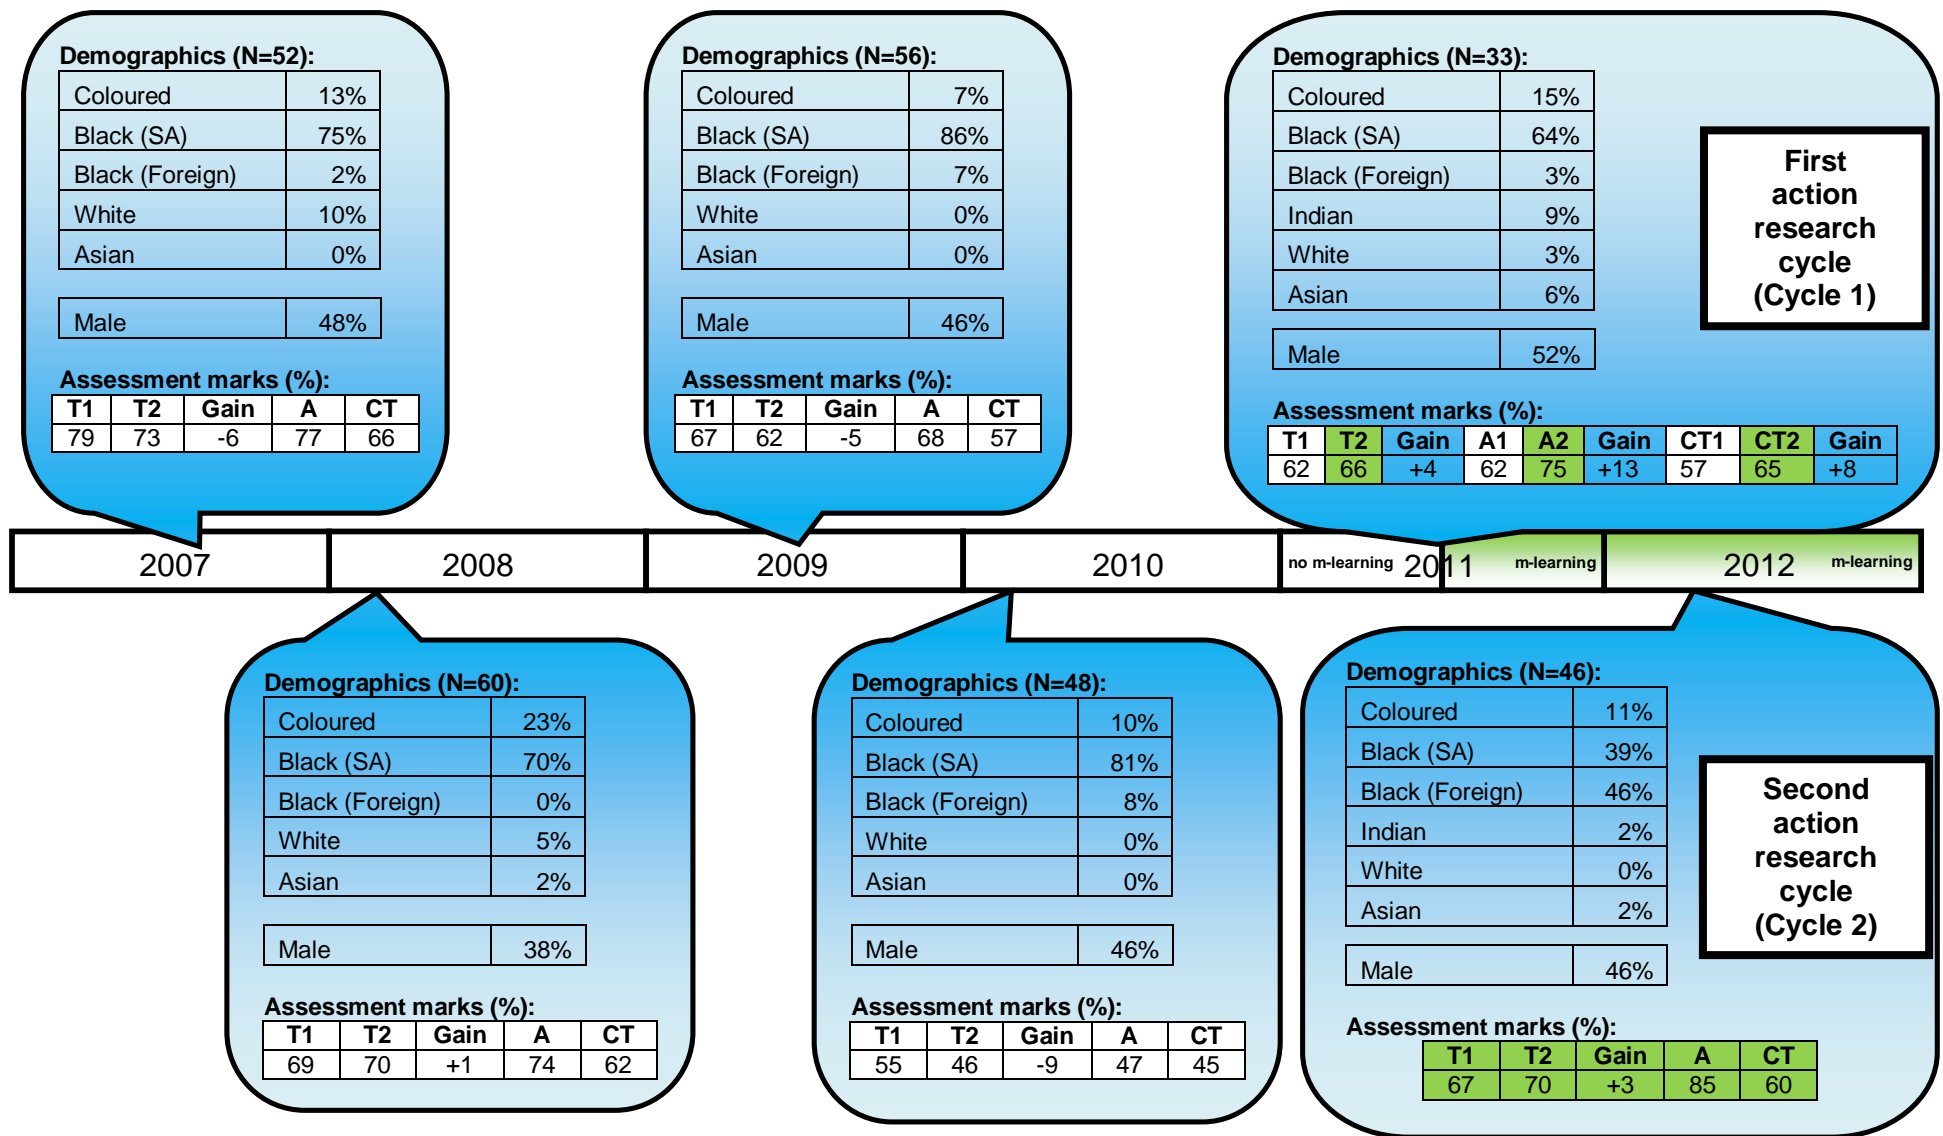 Demographics (N=52):
Coloured 13%
Black (SA) 75%
Black (Foreign) 2%
White 10%
Asian 0%
Male 48%
Assessment marks (%):
T1 T2 Gain A CT
79 73 -6 77 66
Demographics (N=56):
Coloured 7%
Black (SA) 86%
Black (Foreign) 7%
White 0%
Asian 0%
Male 46%
Assessment marks (%):
T1 T2 Gain A CT
67 62 -5 68 57
Demographics (N=33):
Coloured 15%
Black (SA) 64%
Black (Foreign) 3%
Indian 9%
White 3%
Asian 6%
Male 52%
Assessment marks (%):
T1 T2 Gain A1 A2 Gain CT1 CT2 Gain
62 66 +4 62 75 +13 57 65 +8
First
action
research
cycle
(Cycle 1)
2007 2008 2009 2010 no m-learning 2011 m-learning 2012 m-learning
Demographics (N=60):
Coloured 23%
Black (SA) 70%
Black (Foreign) 0%
White 5%
Asian 2%
Male 38%
Assessment marks (%):
T1 T2 Gain A CT
69 70 +1 74 62
Demographics (N=48):
Coloured 10%
Black (SA) 81%
Black (Foreign) 8%
White 0%
Asian 0%
Male 46%
Assessment marks (%):
T1 T2 Gain A CT
55 46 -9 47 45
Demographics (N=46):
Coloured 11%
Black (SA) 39%
Black (Foreign) 46%
Indian 2%
White 0%
Asian 2%
Male 46%
Assessment marks (%):
T1 T2 Gain A CT
67 70 +3 85 60
Second
action
research
cycle
(Cycle 2)